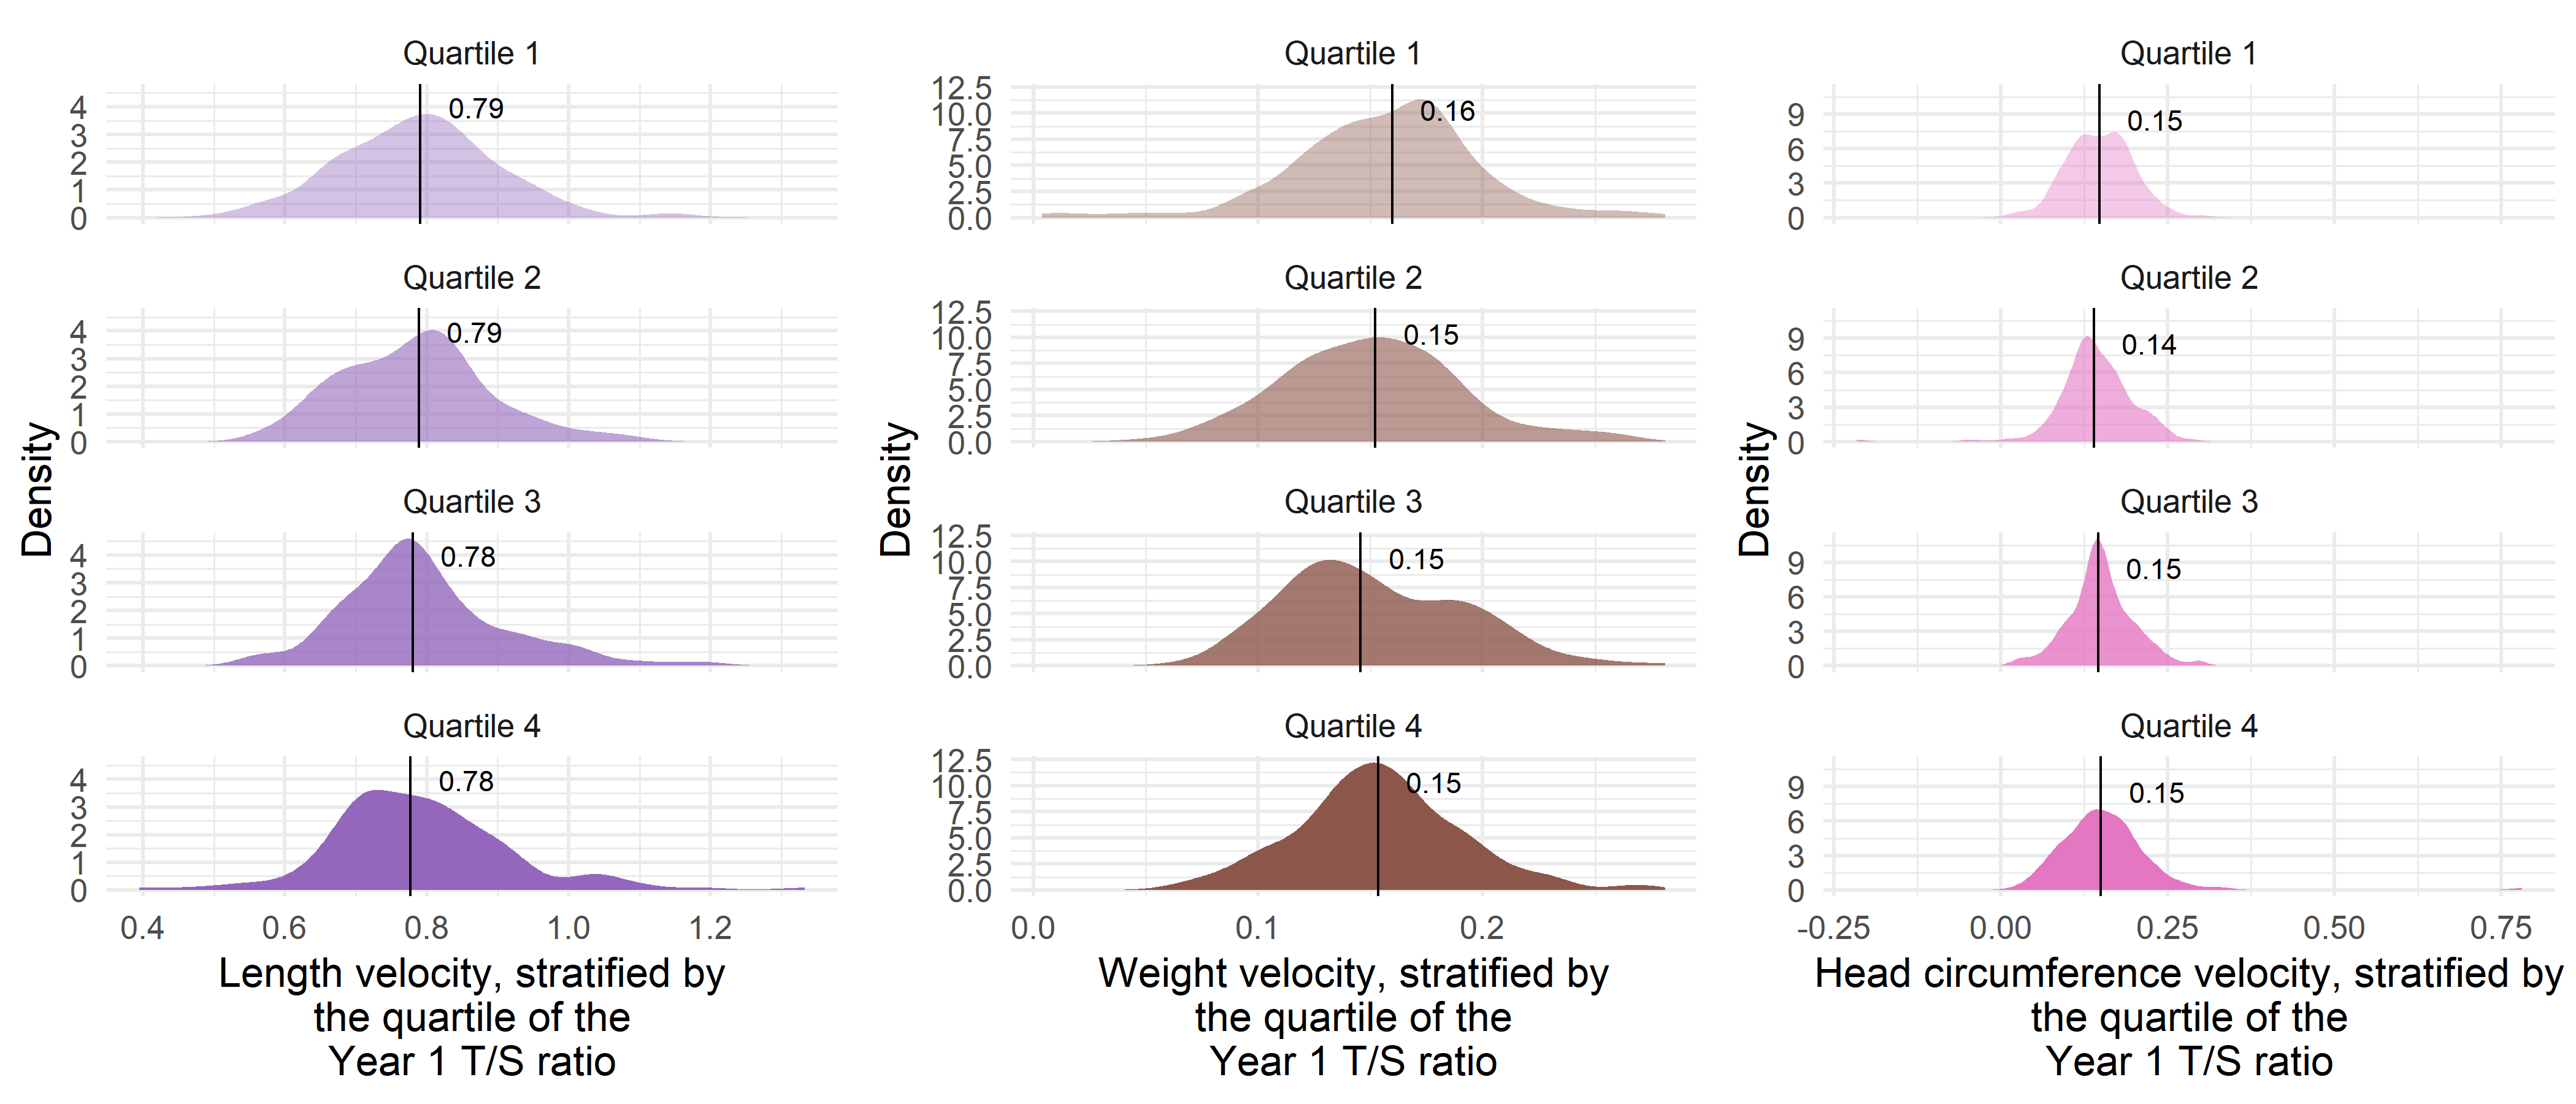 Quartile 1
4
3
2
1
0
0.79
Quartile 2
4
3
2
1
0
0.79
Quartile 3
4
3
2
1
0
0.78
Quartile 4
4
3
2
1
0
0.78
Density
0.4 0.6 0.8 1.0 1.2
Length velocity, stratified by
the quartile of the
Year 1 T/S ratio
Quartile 1
12.5
10.0
7.5
5.0
2.5
0.0
0.16
Quartile 2
12.5
10.0
7.5
5.0
2.5
0.0
0.15
Quartile 3
12.5
10.0
7.5
5.0
2.5
0.0
0.15
Quartile 4
12.5
10.0
7.5
5.0
2.5
0.0
0.15
Density
0.0 0.1 0.2
Weight velocity, stratified by
the quartile of the
Year 1 T/S ratio
Quartile 1
9
6
3
0
0.15
Quartile 2
9
6
3
0
0.14
Quartile 3
9
6
3
0
0.15
Quartile 4
9
6
3
0
0.15
Density
-0.25 0.00 0.25 0.50 0.75
Head circumference velocity, stratified by
the quartile of the
Year 1 T/S ratio